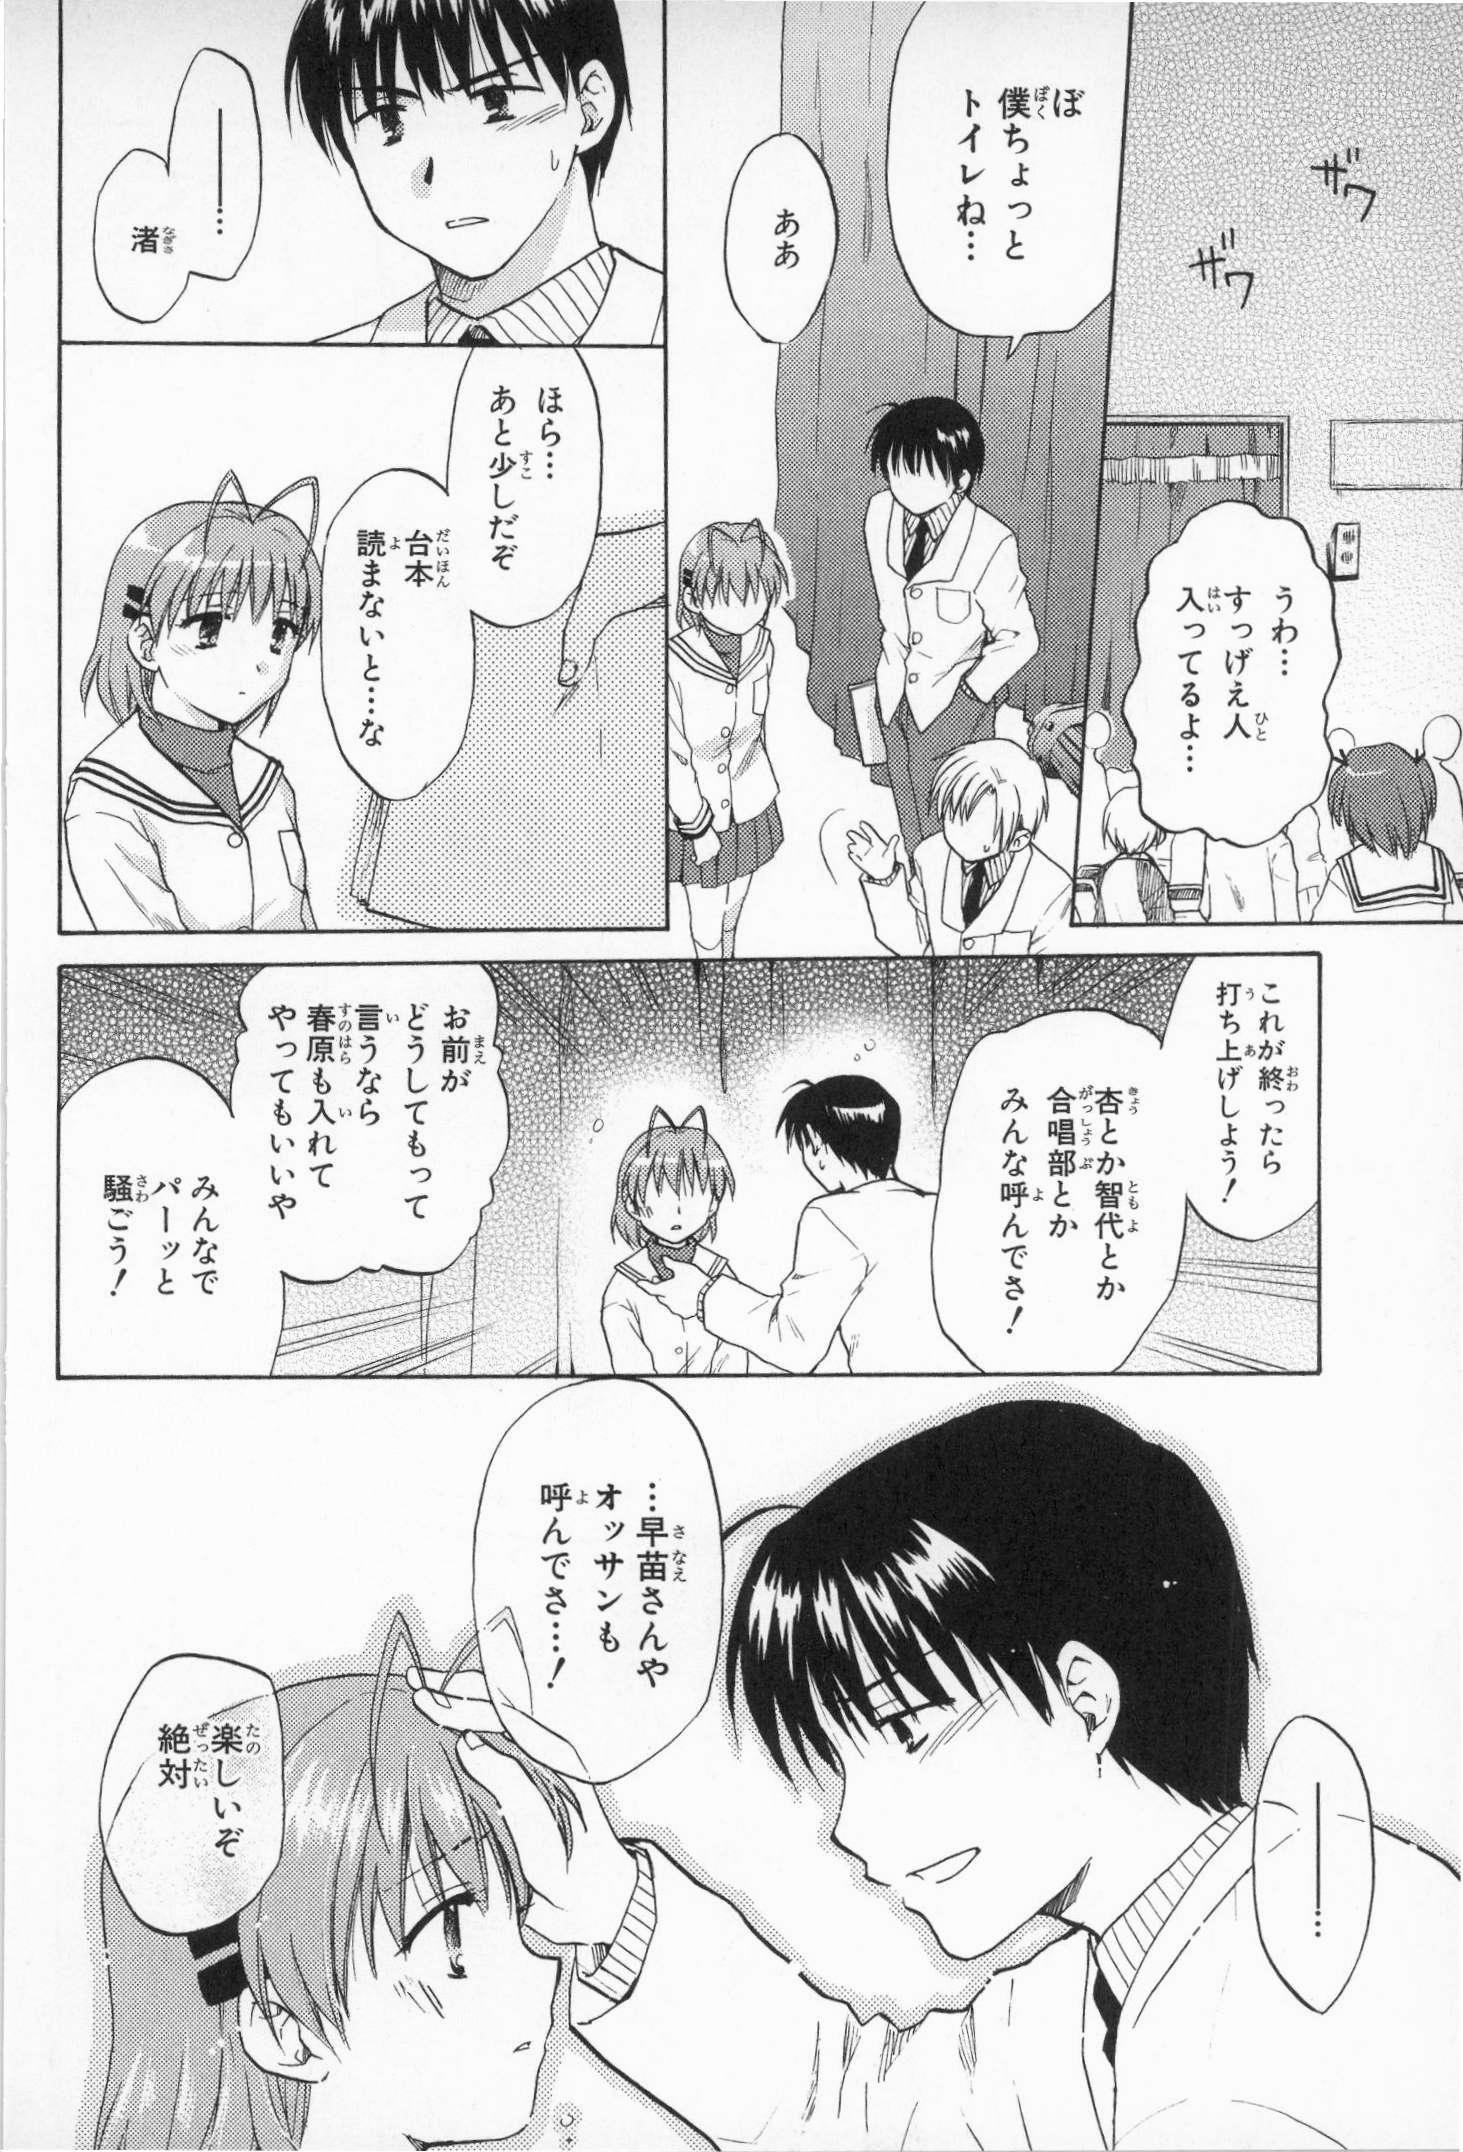 ザワ
ザワ
うわ…
すっげえ人
入ってるよ…
ぼ
僕ちょっと
トイレね…
ああ
――…
渚
ほら…
あと少しだぞ
台本
読まないと…な
これが終ったら
打ち上げしよう！
杏とか智代とか
合唱部とか
みんな呼んでさ！
お前が
どうしてもって
言うなら
春原も入れて
やってもいいや
みんなで
パーッと
騒ごう！
――…
…早苗さんや
オッサンも
呼んでさ…！
楽しいぞ
絶対